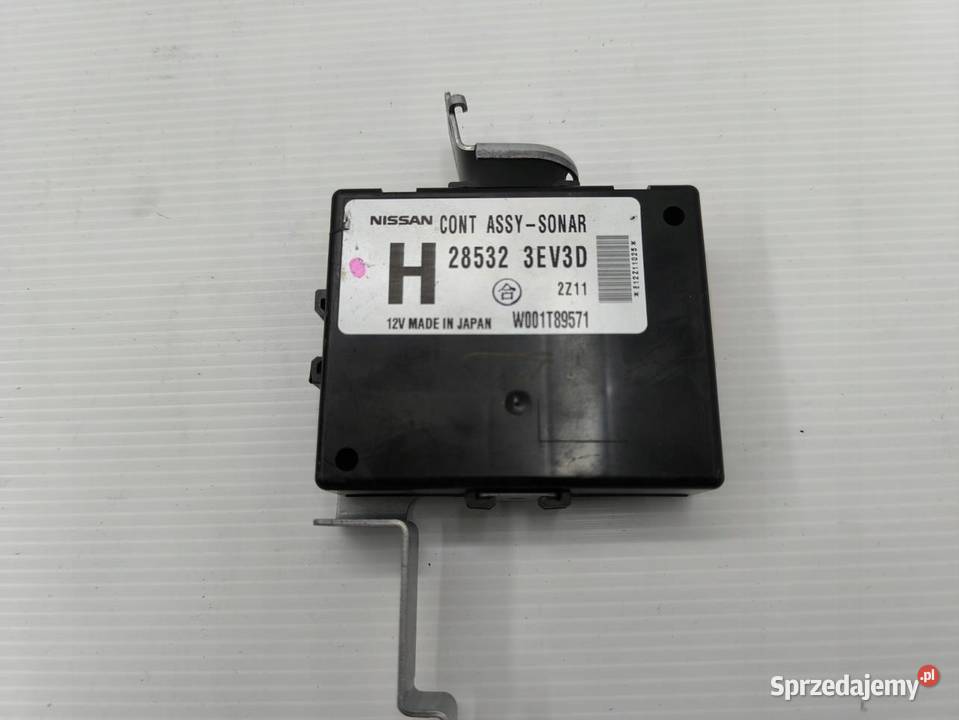 NISSAN CONT ASSY-SONAR
H 28532 3EV3D
合 2Z11
12V MADE IN JAPAN W001T89571
Sprzedajemy.pl